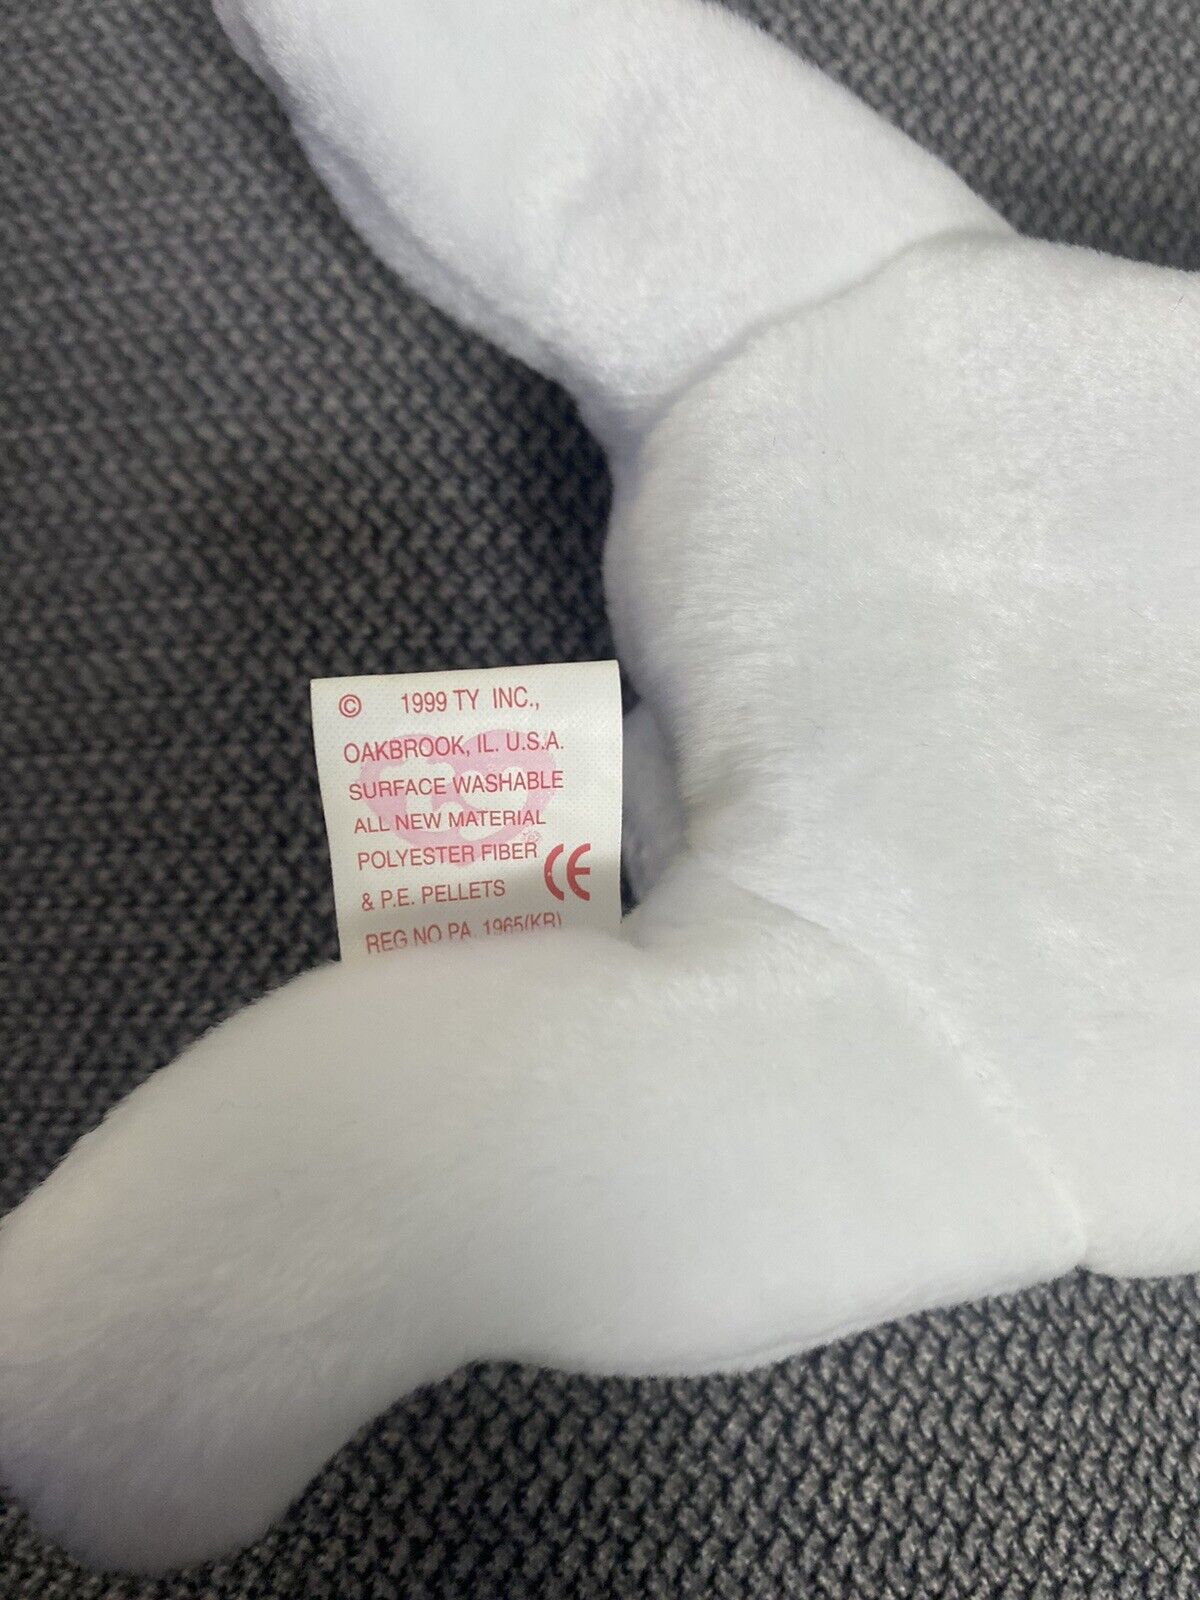 © 1999 TY INC.,
OAKBROOK, IL. U.S.A.
SURFACE WASHABLE
ALL NEW MATERIAL
POLYESTER FIBER CE
& P.E. PELLETS
REG NO PA. 1965(KR)